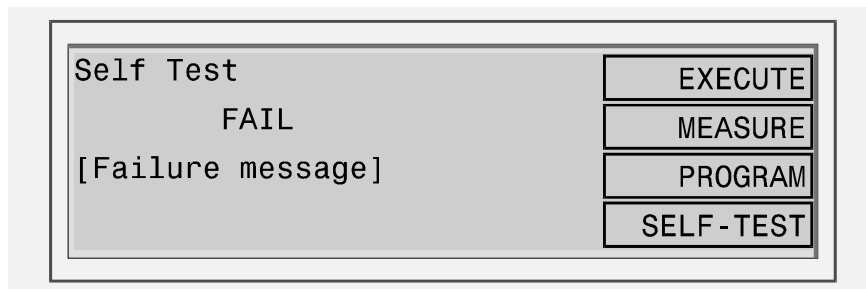 Self Test
FAIL
[Failure message]
EXECUTE
MEASURE
PROGRAM
SELF-TEST